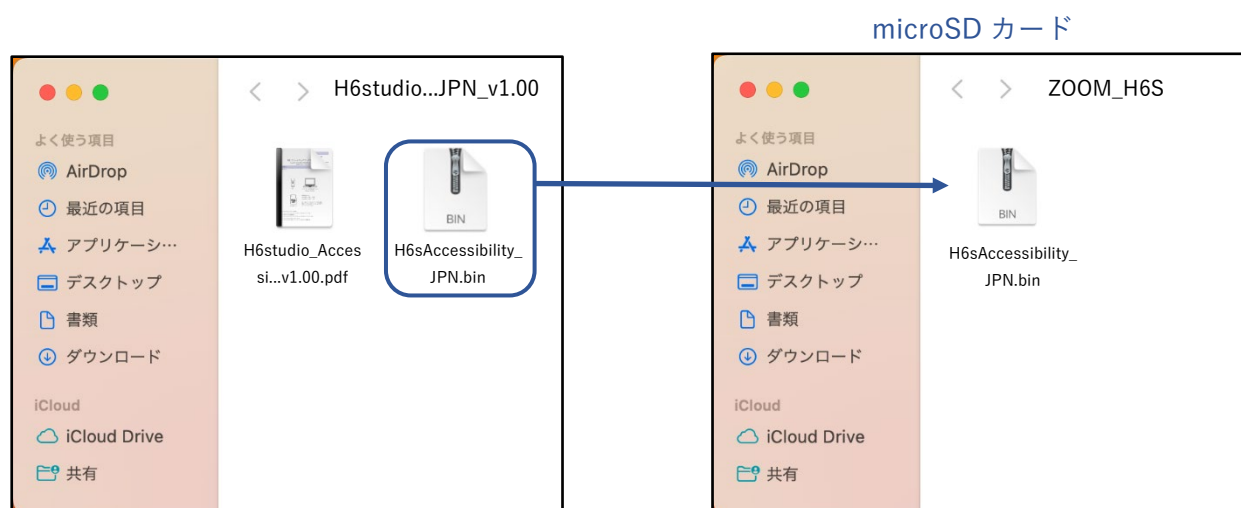 microSD カード
H6studio...JPN_v1.00
よく使う項目
AirDrop
最近の項目
アプリケーシ…
デスクトップ
書類
ダウンロード
iCloud
iCloud Drive
共有
H6studio_Acces
si...v1.00.pdf
BIN
H6sAccessibility_
JPN.bin
ZOOM_H6S
よく使う項目
AirDrop
最近の項目
アプリケーシ…
デスクトップ
書類
ダウンロード
iCloud
iCloud Drive
共有
BIN
H6sAccessibility_
JPN.bin